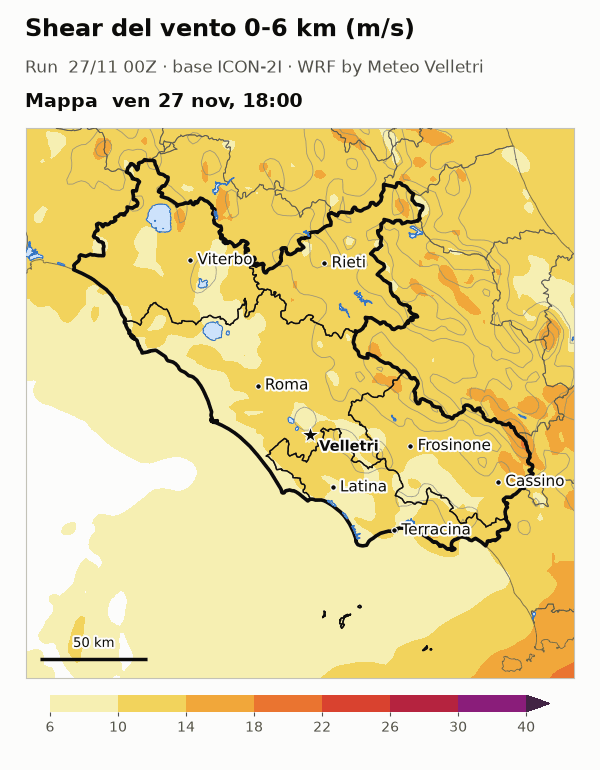 Shear del vento 0-6 km (m/s)
Run  27/11 00Z · base ICON-2I · WRF by Meteo Velletri
Mappa  ven 27 nov, 18:00
Viterbo
Rieti
Roma
Velletri
Frosinone
Latina
Cassino
Terracina
50 km
6 10 14 18 22 26 30 40